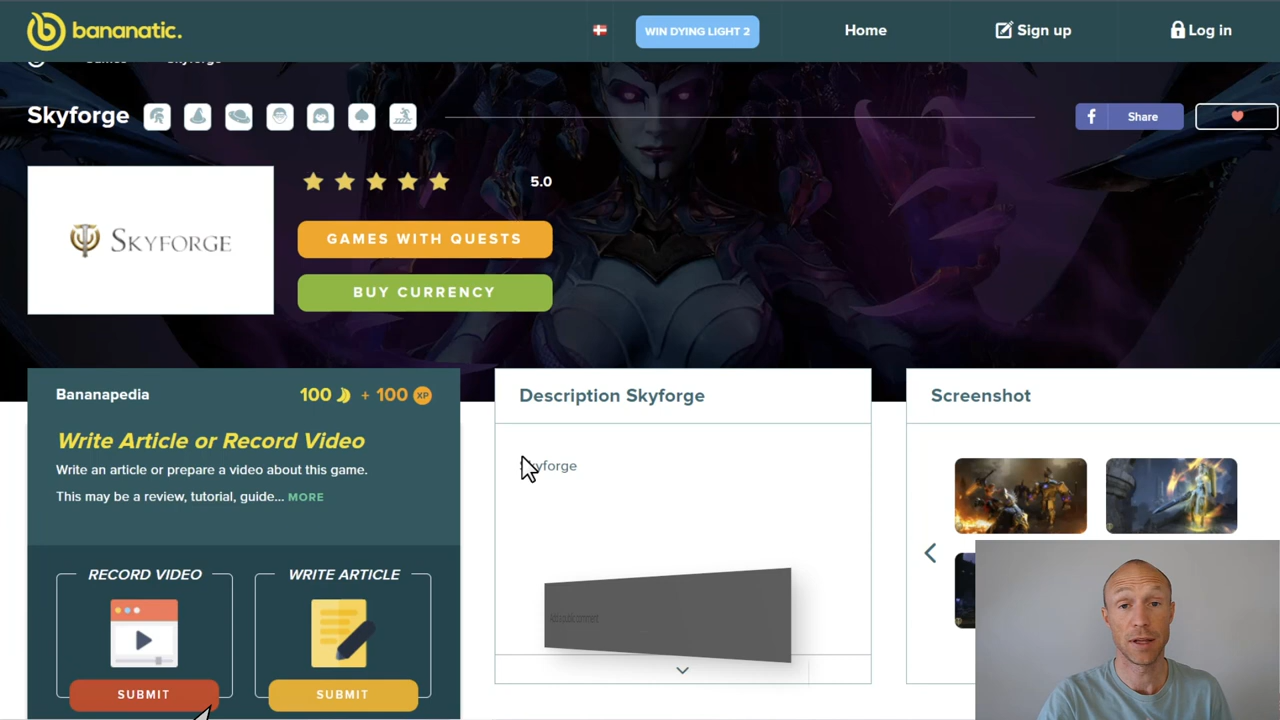 bananatic.
WIN DYING LIGHT 2
Home
Sign up
Log in
Skyforge
Share
SKYFORGE
5.0
GAMES WITH QUESTS
BUY CURRENCY
Bananapedia
100 + 100 XP
Write Article or Record Video
Write an article or prepare a video about this game.
This may be a review, tutorial, guide... MORE
RECORD VIDEO
WRITE ARTICLE
SUBMIT
SUBMIT
Description Skyforge
Screenshot